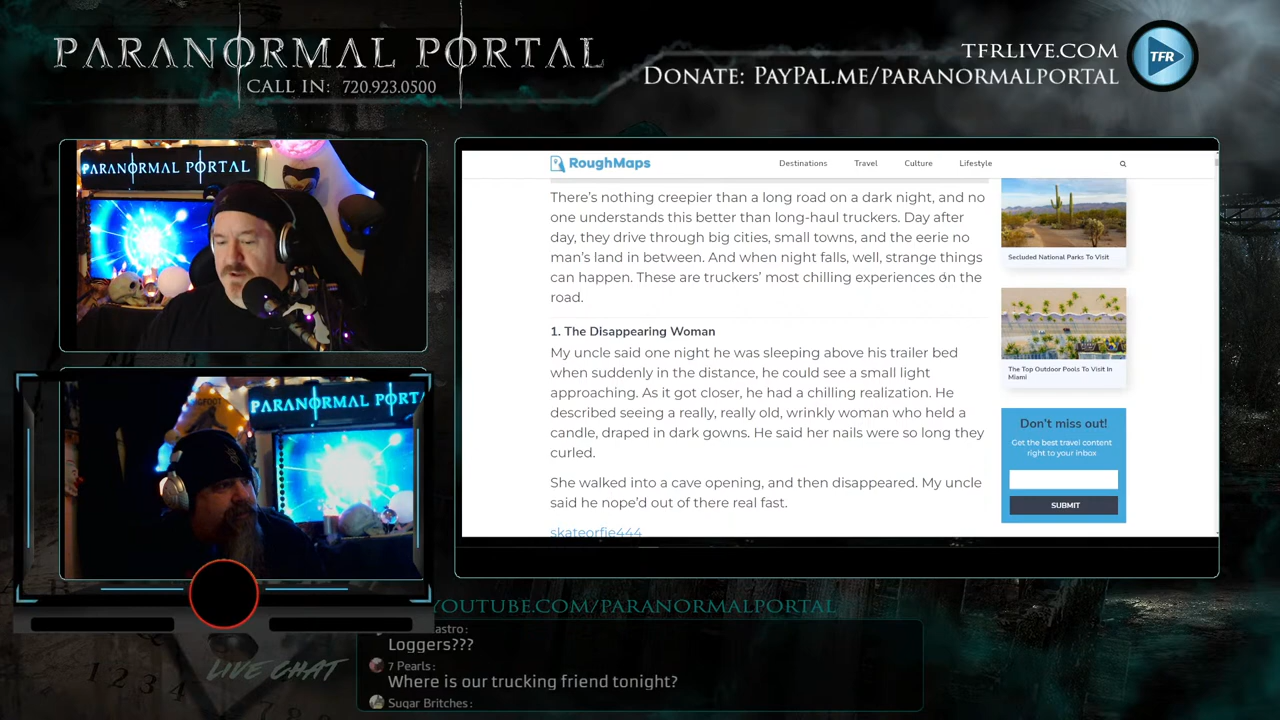 PARANORMAL PORTAL
CALL IN: 720.923.0500
TFRLIVE.COM
DONATE: PAYPAL.ME/PARANORMALPORTAL
TFR
PARANORMAL PORTAL
BIGFOOT
PARANORMAL PORTA
RoughMaps
Destinations
Travel
Culture
Lifestyle
There's nothing creepier than a long road on a dark night, and no
one understands this better than long-haul truckers. Day after
day, they drive through big cities, small towns, and the eerie no
man's land in between. And when night falls, well, strange things
can happen. These are truckers' most chilling experiences on the
road.
1. The Disappearing Woman
My uncle said one night he was sleeping above his trailer bed
when suddenly in the distance, he could see a small light
approaching. As it got closer, he had a chilling realization. He
described seeing a really, really old, wrinkly woman who held a
candle, draped in dark gowns. He said her nails were so long they
curled.
She walked into a cave opening, and then disappeared. My uncle
said he nope'd out of there real fast.
skateorfie444
Secluded National Parks To Visit
The Top Outdoor Pools To Visit In
Miami
Don't miss out!
Get the best travel content
right to your inbox
SUBMIT
YOUTUBE.COM/PARANORMALPORTAL
LIVE CHAT
astro:
Loggers???
7 Pearls:
Where is our trucking friend tonight?
Sugar Britches:
1 2 3 4